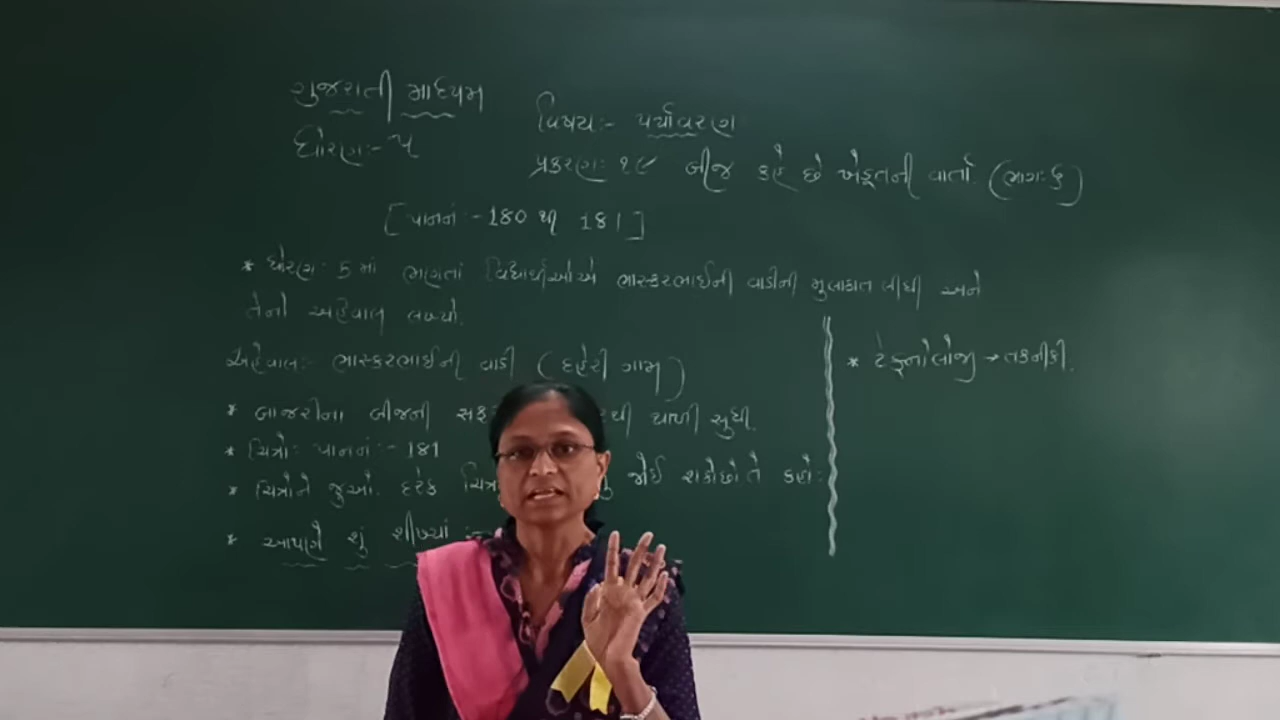 ગુજરાતી માધ્યમ
ધોરણ:- ૫
વિષય:- પર્યાવરણ
પ્રકરણ: ૧૯ બીજ કહે છે ખેડૂતની વાર્તા. (ભાગ: ૬)
[પાનનં :- 180 થી 181]
* ધોરણ: 5 માં ભણતાં વિદ્યાર્થીઓએ ભાસ્કરભાઈની વાડીની મુલાકાત લીધી અને
તેનો અહેવાલ લખ્યો.
અહેવાલ:- ભાસ્કરભાઈની વાડી (દહેરી ગામ)
* બાજરીના બીજની થી થાળી સુધી.
* ચિત્રો: પાનનં :- 181
* ચિત્રોને જુઓ. દરેક જોઈ શકોછો તે કહો:
* આપણે શું શીખ્યાં :-
* ટેકનોલોજી → તકનીકી.